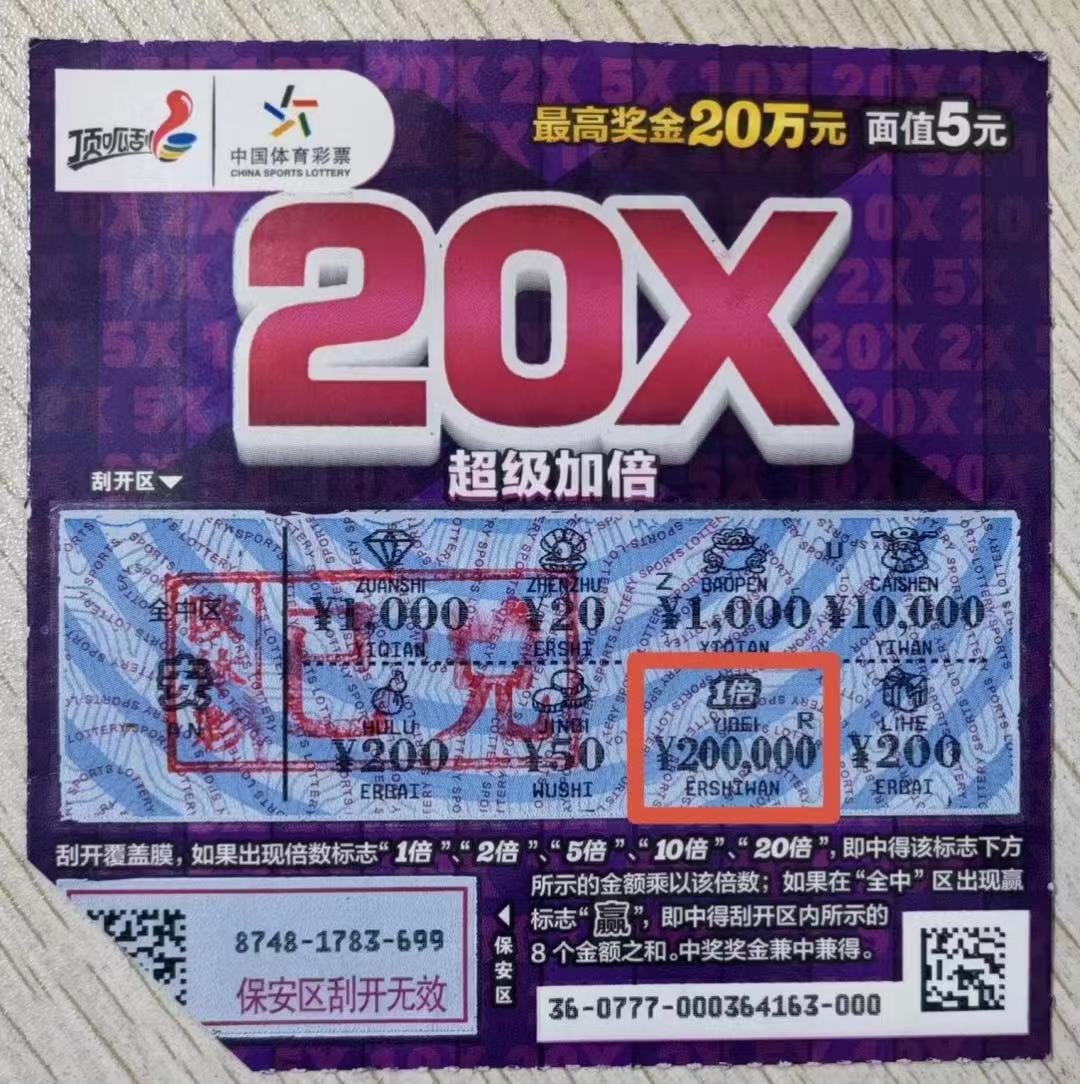 顶呱刮
中国体育彩票
CHINA SPORTS LOTTERY
最高奖金20万元 面值5元
20X
超级加倍
刮开区
ZUANSHI ZHENZHU Z BAOPEN U CAISHEN
全中区 ¥1,000 ¥20 ¥1,000 ¥10,000
YIQIAN ERSHI YIQIAN YIWAN
已兑
安
HULU JINBI 1倍 YIBEI R LIHE
AN ¥200 ¥50 ¥200,000 ¥200
ERBAI WUSHI ERSHIWAN ERBAI
刮开覆盖膜，如果出现倍数标志“1倍”、“2倍”、“5倍”、“10倍”、“20倍”，即中得该标志下方
所示的金额乘以该倍数；如果在“全中”区出现赢
标志“赢”，即中得刮开区内所示的
8个金额之和。中奖奖金兼中兼得。
8748-1783-699
保安区刮开无效
保安区
36-0777-000364163-000